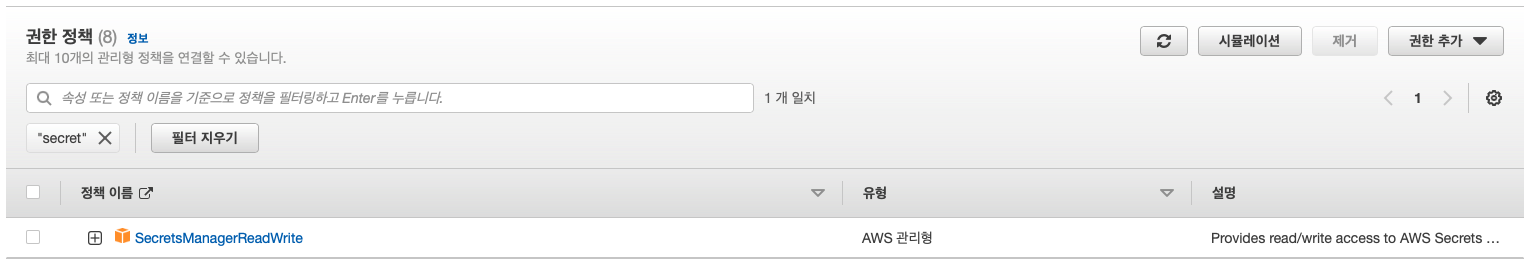 권한 정책 (8) 정보
최대 10개의 관리형 정책을 연결할 수 있습니다.
시뮬레이션 제거 권한 추가
속성 또는 정책 이름을 기준으로 정책을 필터링하고 Enter를 누릅니다. 1 개 일치 1
"secret" 필터 지우기
정책 이름 유형 설명
SecretsManagerReadWrite AWS 관리형 Provides read/write access to AWS Secrets ...